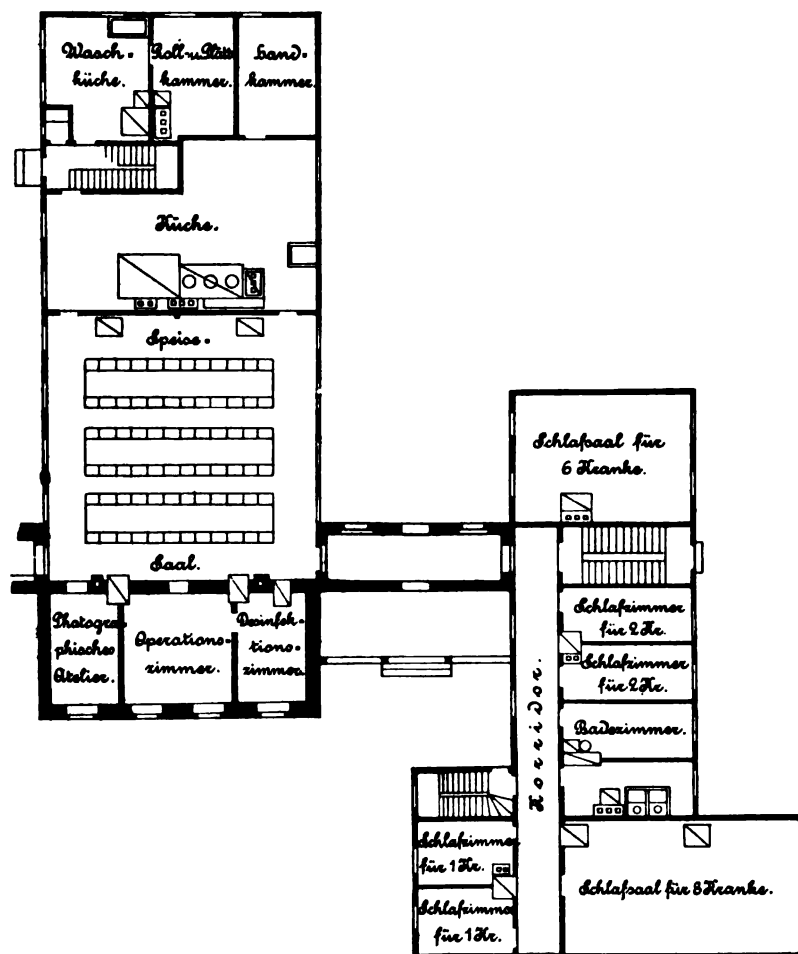 Wasch-
küche.
Roll-u. Plätt
kammer.
Hand-
kammer.
Küche.
Speise-
Saal.
Photogra-
phisches
Atelier.
Operations-
zimmer.
Desinfek-
tions-
zimmer.
Schlafsaal für
6 Kranke.
Schlafzimmer
für 2 Kr.
Schlafzimmer
für 2 Kr.
Badezimmer.
Korridor.
Schlafzimmer
für 1 Kr.
Schlafzimmer
für 1 Kr.
Schlafsaal für 8 Kranke.